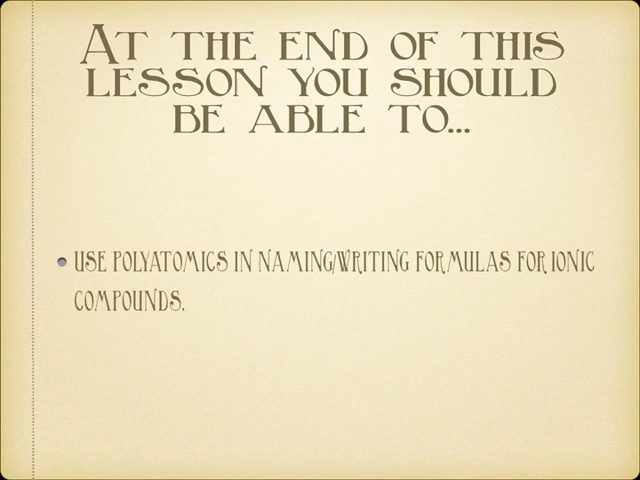 At the end of this
lesson you should
be able to...
• use polyatomics in naming/writing formulas for ionic
compounds.